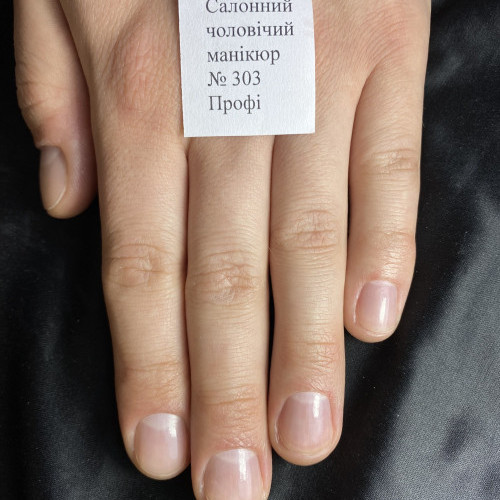 Салонний
чоловічий
манікюр
№ 303
Профі